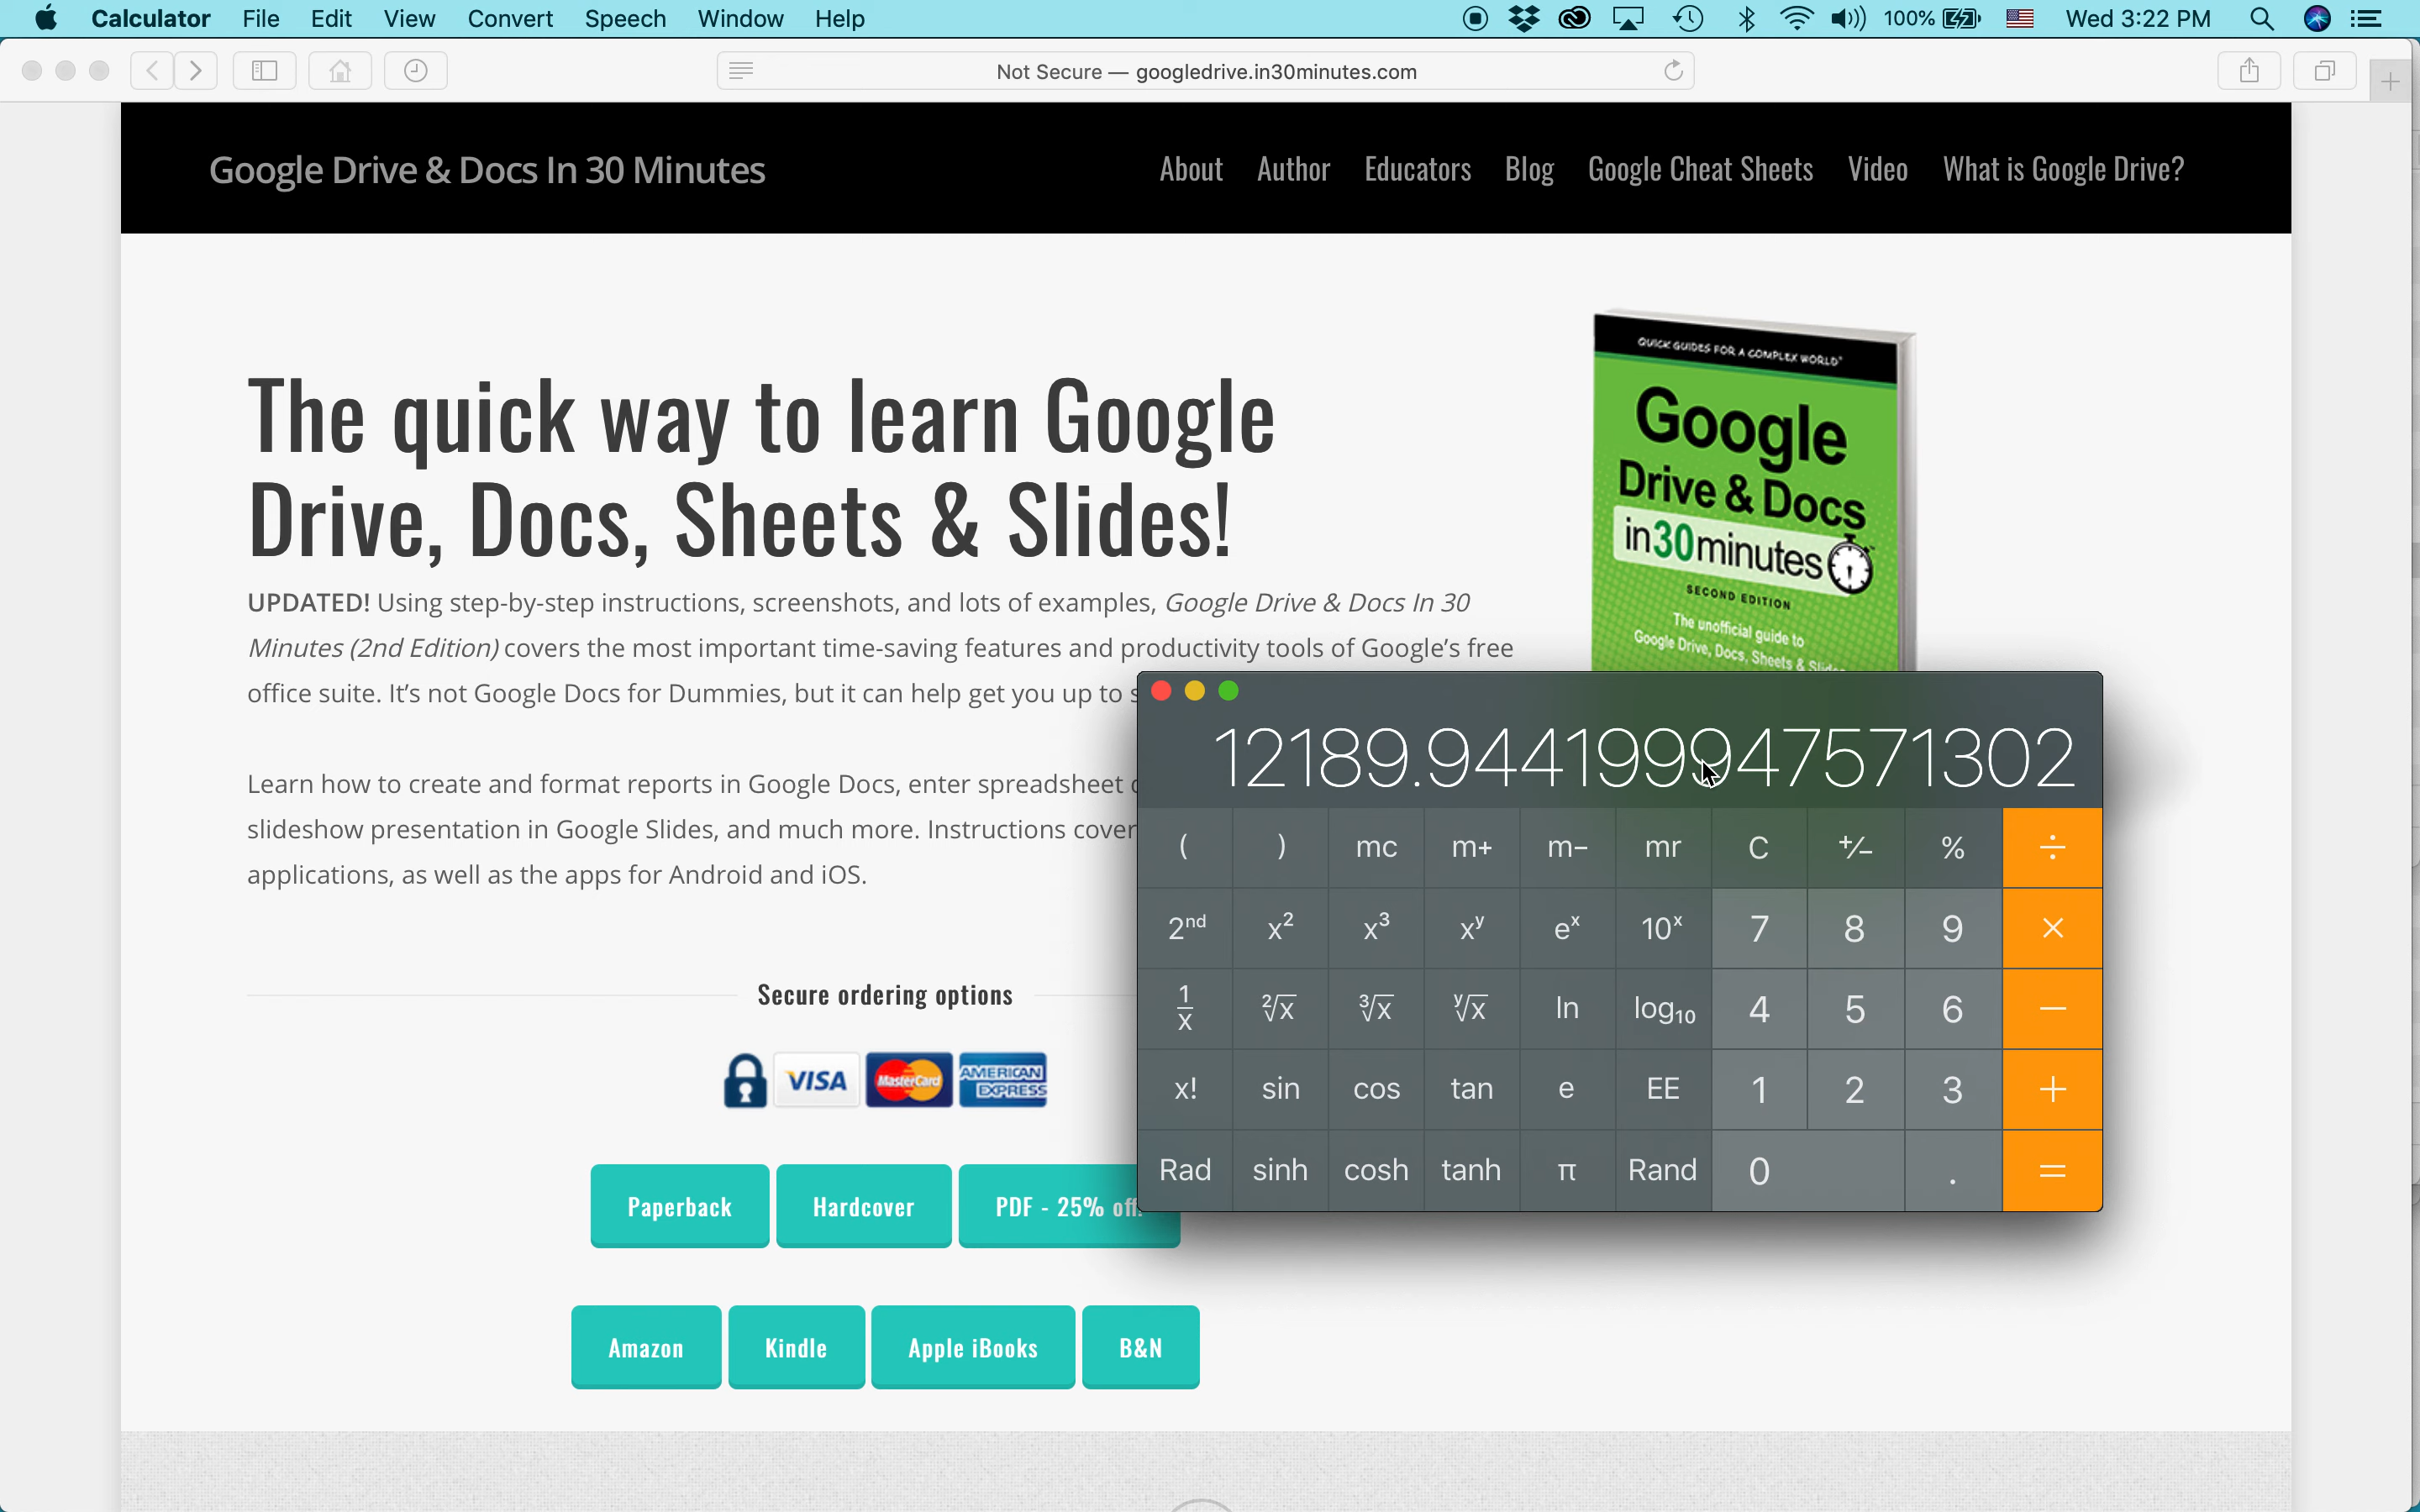 Calculator File Edit View Convert Speech Window Help 100% Wed 3:22 PM
Not Secure — googledrive.in30minutes.com
Google Drive & Docs In 30 Minutes
About Author Educators Blog Google Cheat Sheets Video What is Google Drive?
The quick way to learn Google
Drive, Docs, Sheets & Slides!
UPDATED! Using step-by-step instructions, screenshots, and lots of examples, Google Drive & Docs In 30
Minutes (2nd Edition) covers the most important time-saving features and productivity tools of Google's free
office suite. It's not Google Docs for Dummies, but it can help get you up to
Learn how to create and format reports in Google Docs, enter spreadsheet
slideshow presentation in Google Slides, and much more. Instructions cover
applications, as well as the apps for Android and iOS.
QUICK GUIDES FOR A COMPLEX WORLD™
Google
Drive & Docs
in30minutes
SECOND EDITION
The unofficial guide to
Google Drive, Docs, Sheets &
Secure ordering options
VISA MasterCard AMERICAN EXPRESS
Paperback Hardcover PDF - 25% off!
Amazon Kindle Apple iBooks B&N
12189.944199947571302
( ) mc m+ m− mr C +/− % ÷
2ⁿᵈ x² x³ xʸ eˣ 10ˣ 7 8 9 ×
1/x ²√x ³√x ʸ√x ln log₁₀ 4 5 6 −
x! sin cos tan e EE 1 2 3 +
Rad sinh cosh tanh π Rand 0 . =